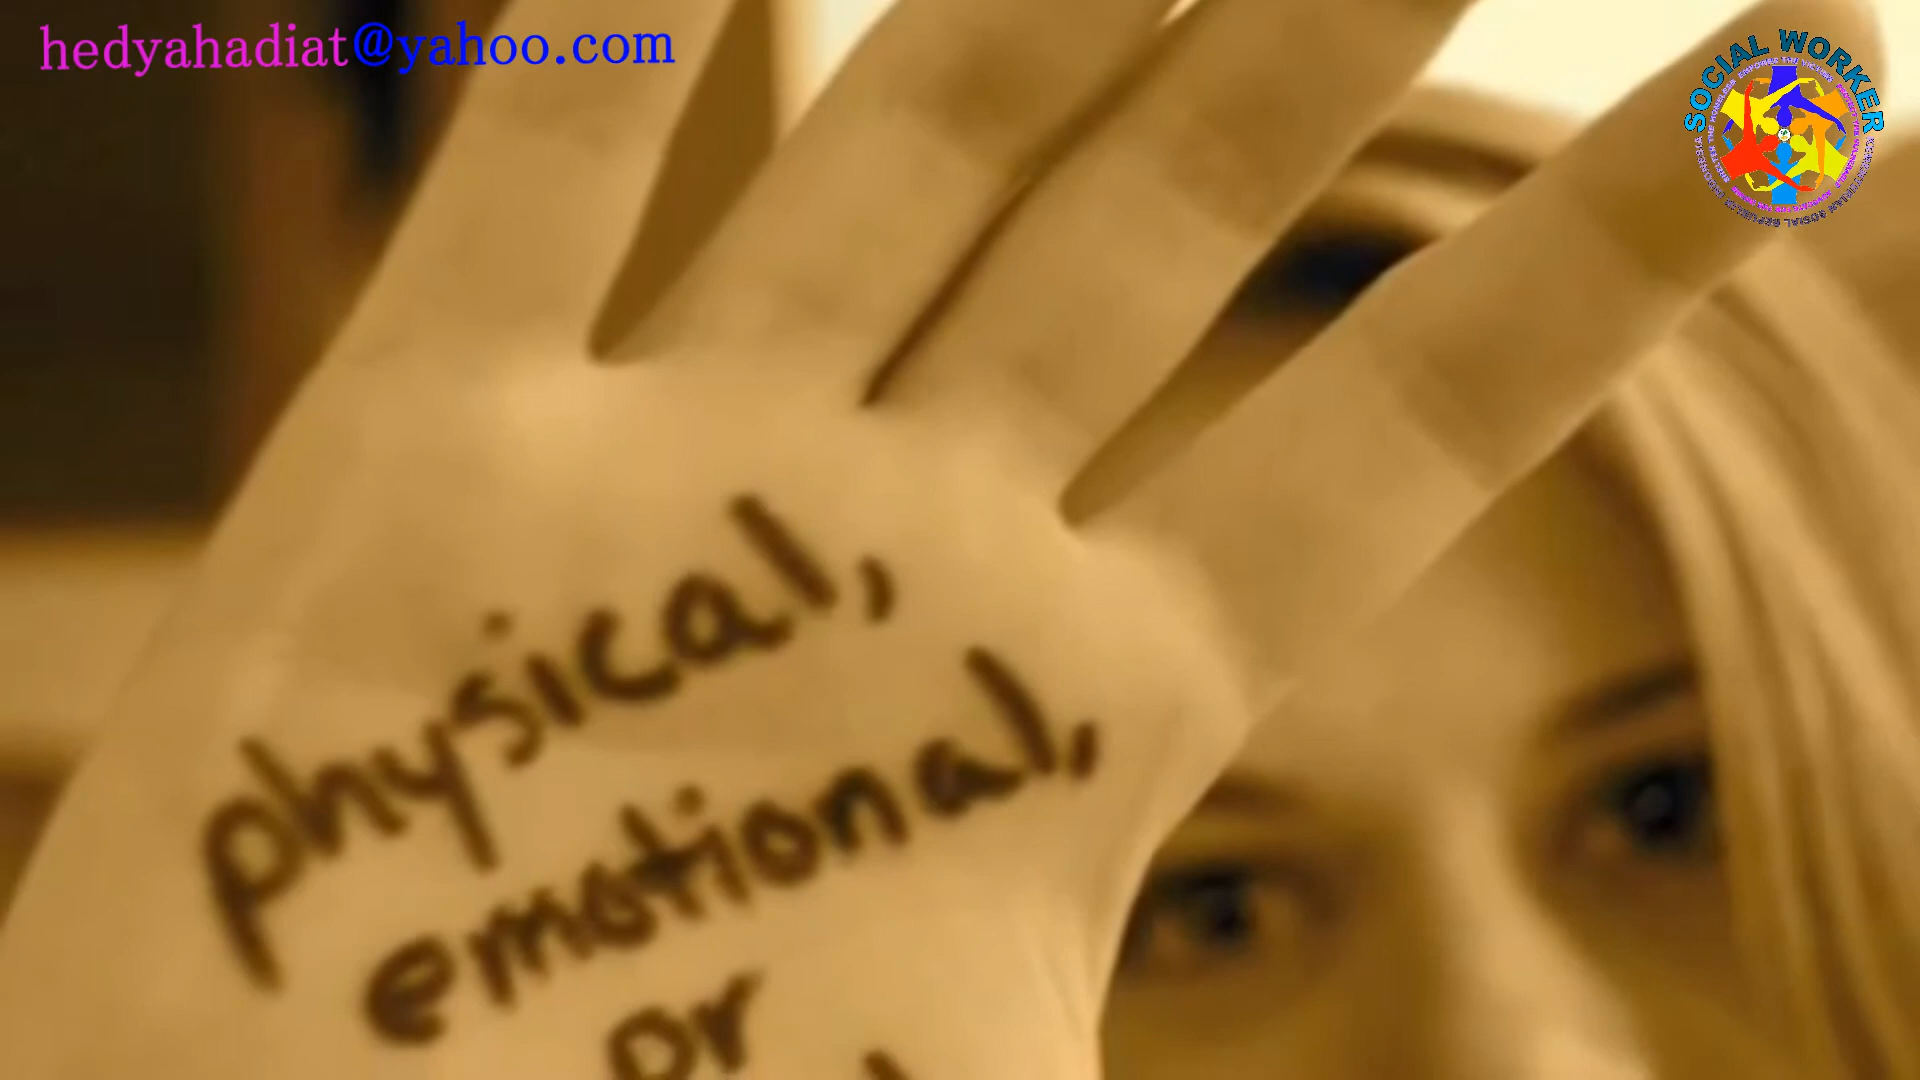 hedyahadiat@yahoo.com
SOCIAL WORKER
physical,
emotional,
or